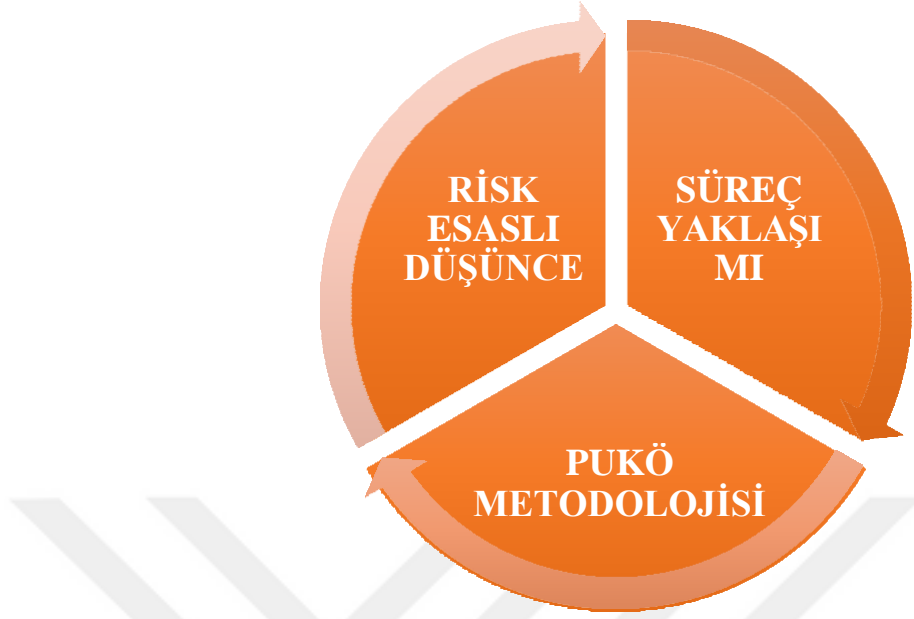 RİSK
ESASLI
DÜŞÜNCE
SÜREÇ
YAKLAŞI
MI
PUKÖ
METODOLOJİSİ